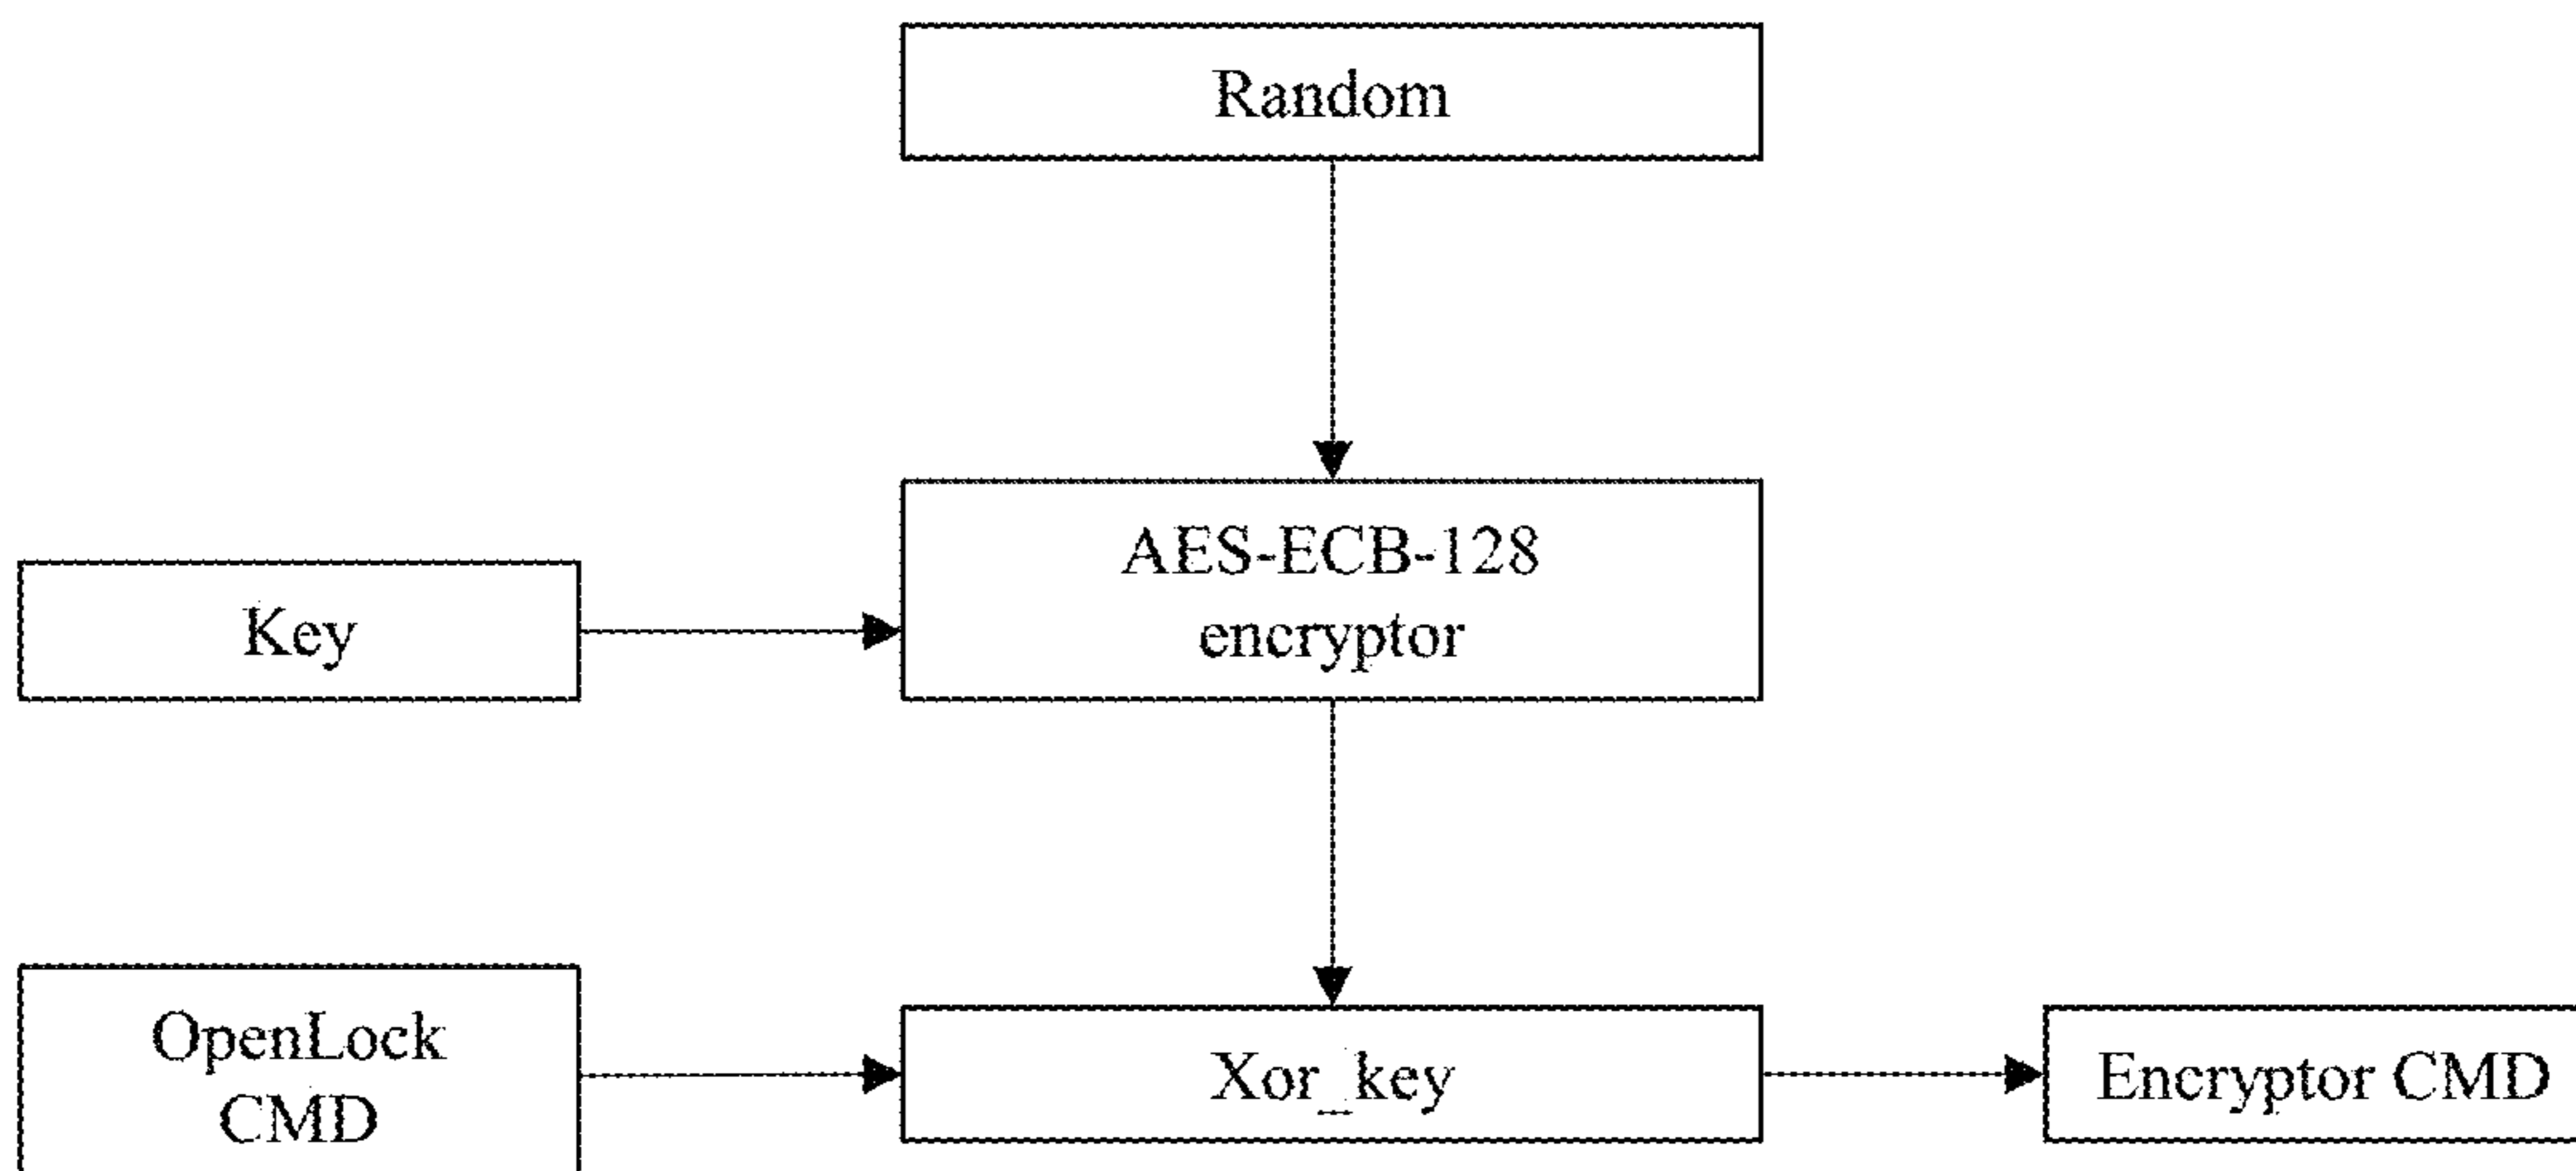 Random
AES-ECB-128
encryptor
Key
OpenLock
CMD
Xor_key
Encryptor CMD